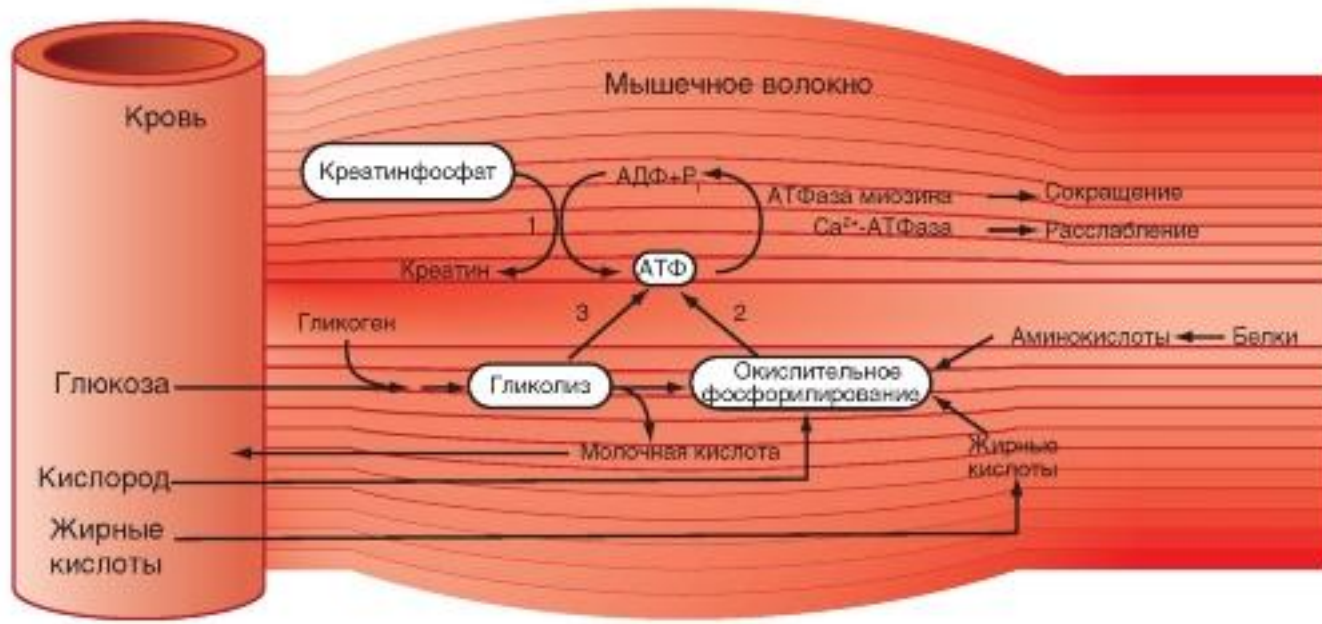 Мышечное волокно
Кровь
Креатинфосфат
АДФ+Pi
АТФаза миозина
Сокращение
1
Ca²⁺-АТФаза
Расслабление
Креатин
АТФ
3
2
Гликоген
Аминокислоты
Белки
Глюкоза
Гликолиз
Окислительное
фосфорилирование
Молочная кислота
Жирные
кислоты
Кислород
Жирные
кислоты